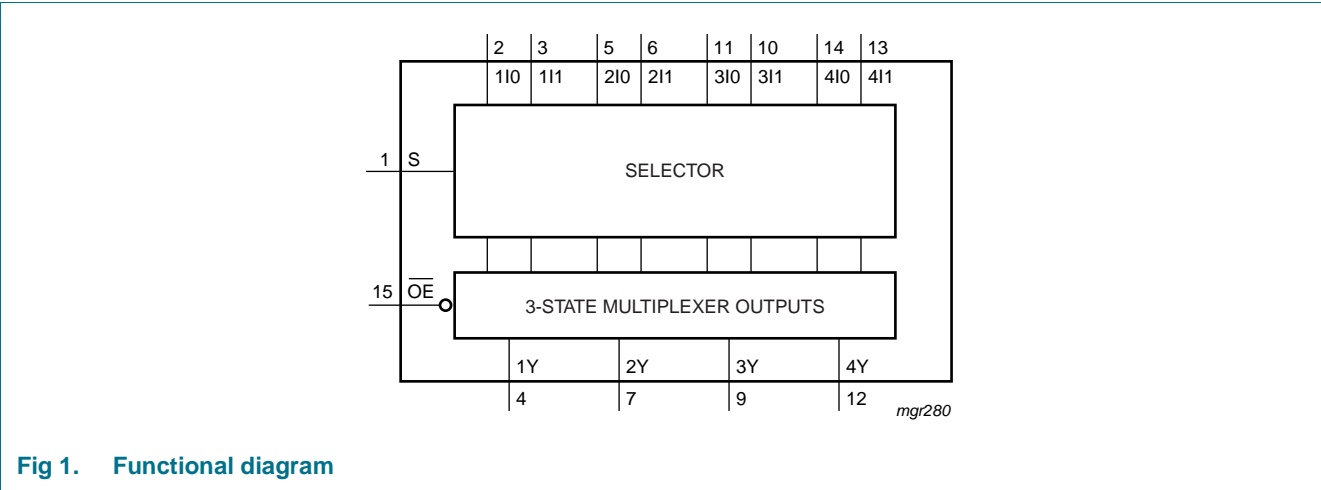 2 3 5 6 11 10 14 13
1I0 1I1 2I0 2I1 3I0 3I1 4I0 4I1
1 S
SELECTOR
15 O̅E̅
3-STATE MULTIPLEXER OUTPUTS
1Y 2Y 3Y 4Y
4 7 9 12
mgr280
Fig 1. Functional diagram